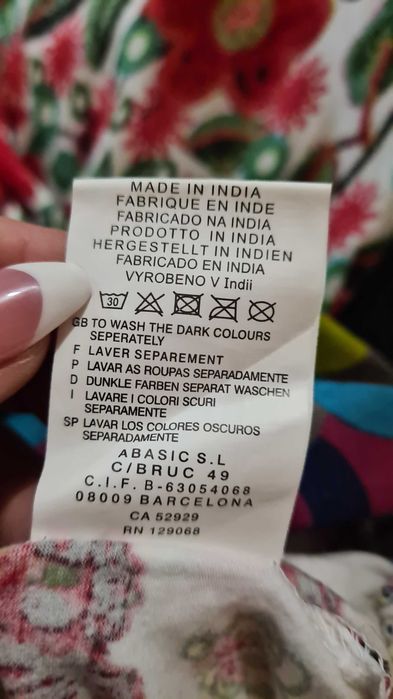 MADE IN INDIA
FABRIQUE EN INDE
FABRICADO NA INDIA
PRODOTTO IN INDIA
HERGESTELLT IN INDIEN
FABRICADO EN INDIA
VYROBENO V Indii
30
GB TO WASH THE DARK COLOURS
SEPERATELY
F LAVER SEPAREMENT
P LAVAR AS ROUPAS SEPARADAMENTE
D DUNKLE FARBEN SEPARAT WASCHEN
I LAVARE I COLORI SCURI
SEPARAMENTE
SP LAVAR LOS COLORES OSCUROS
SEPARADAMENTE
ABASIC S.L
C/BRUC 49
C.I.F. B-63054068
08009 BARCELONA
CA 52929
RN 129068